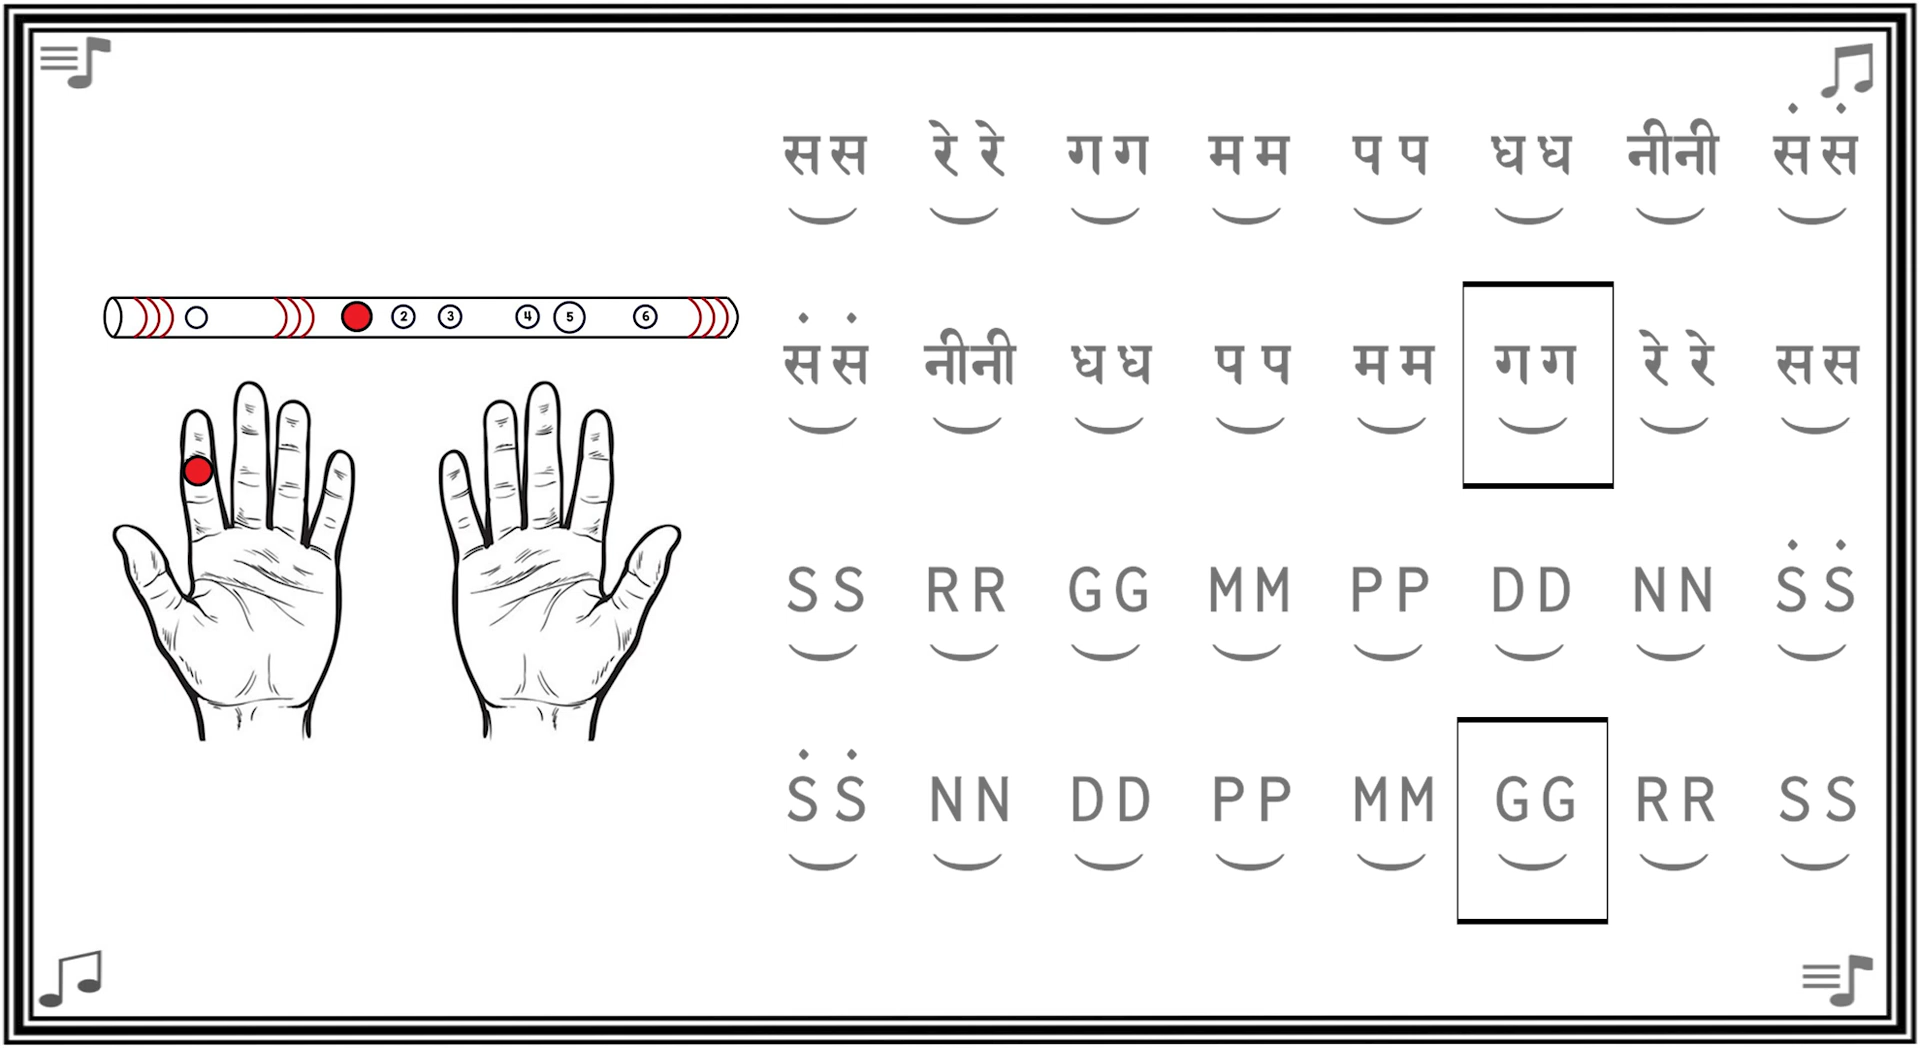 सस रेरे गग मम पप धध नीनी संसं
संसं नीनी धध पप मम गग रेरे सस
2 3 4 5 6
SS RR GG MM PP DD NN ṠṠ
ṠṠ NN DD PP MM GG RR SS